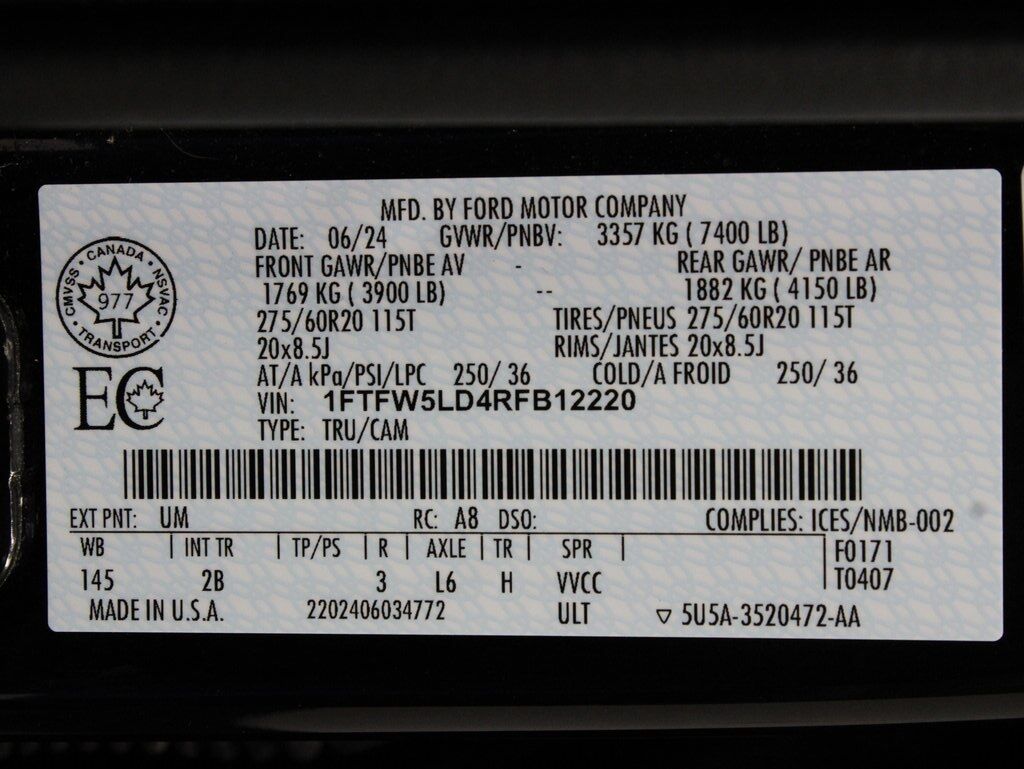 MFD. BY FORD MOTOR COMPANY
DATE: 06/24 GVWR/PNBV: 3357 KG ( 7400 LB)
FRONT GAWR/PNBE AV - REAR GAWR/ PNBE AR
1769 KG ( 3900 LB) -- 1882 KG ( 4150 LB)
275/60R20 115T TIRES/PNEUS 275/60R20 115T
20x8.5J RIMS/JANTES 20x8.5J
AT/A kPa/PSI/LPC 250/ 36 COLD/A FROID 250/ 36
VIN: 1FTFW5LD4RFB12220
TYPE: TRU/CAM
CANADA • NSVAC • TRANSPORT • CMVSS •
977
EC
EXT PNT: UM RC: A8 DSO: COMPLIES: ICES/NMB-002
WB | INT TR | TP/PS | R | AXLE | TR | SPR | F0171
145 2B 3 L6 H VVCC T0407
MADE IN U.S.A. 2202406034772 ULT ▽ 5U5A-3520472-AA